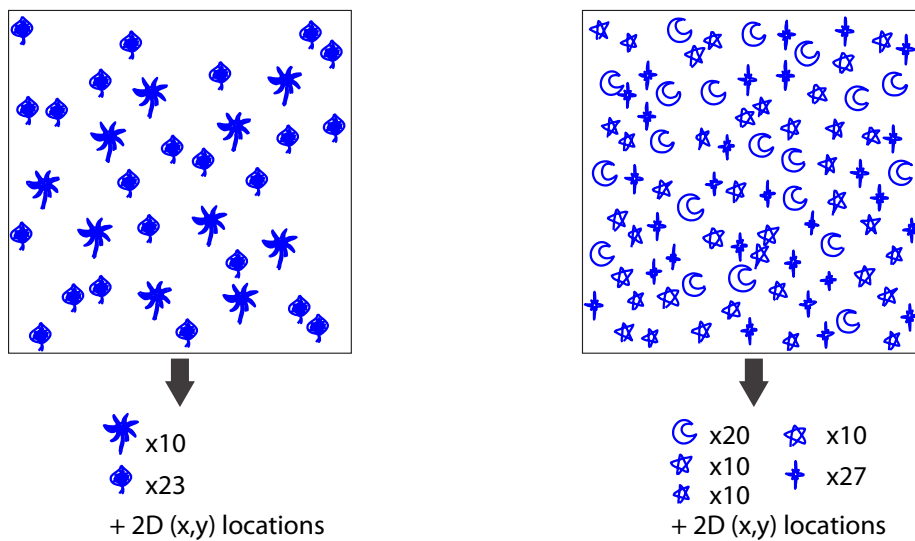 x10
x23
+ 2D (x,y) locations
x20
x10
x10
x10
x27
+ 2D (x,y) locations